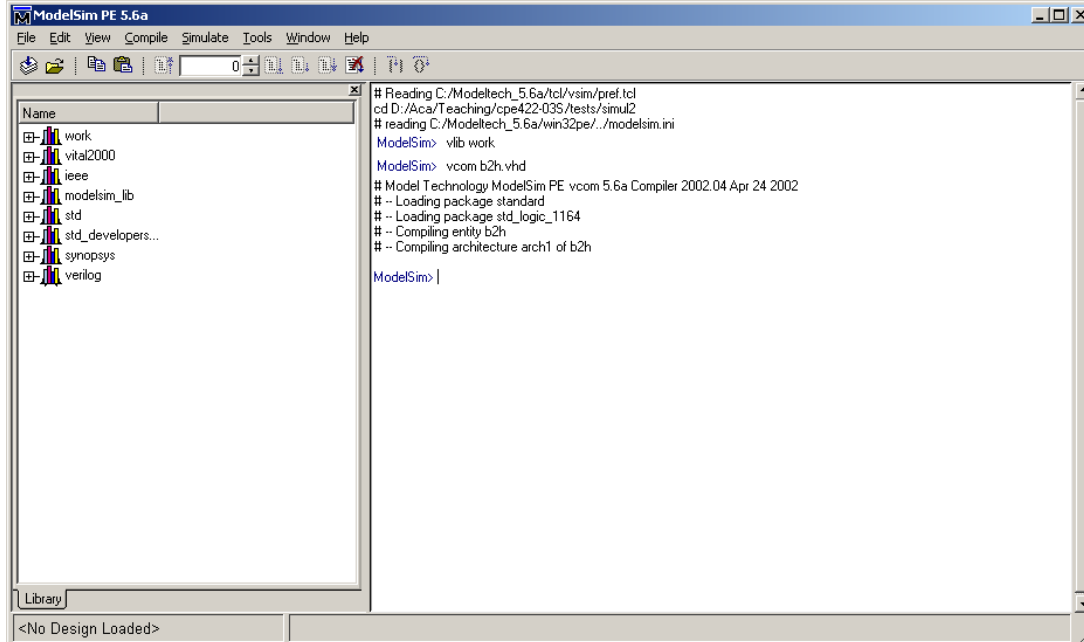 ModelSim PE 5.6a
File Edit View Compile Simulate Tools Window Help
0
Name
work
vital2000
ieee
modelsim_lib
std
std_developers...
synopsys
verilog
Library
# Reading C:/Modeltech_5.6a/tcl/vsim/pref.tcl
cd D:/Aca/Teaching/cpe422-03S/tests/simul2
# reading C:/Modeltech_5.6a/win32pe/../modelsim.ini
ModelSim> vlib work
ModelSim> vcom b2h.vhd
# Model Technology ModelSim PE vcom 5.6a Compiler 2002.04 Apr 24 2002
# -- Loading package standard
# -- Loading package std_logic_1164
# -- Compiling entity b2h
# -- Compiling architecture arch1 of b2h
ModelSim>
<No Design Loaded>